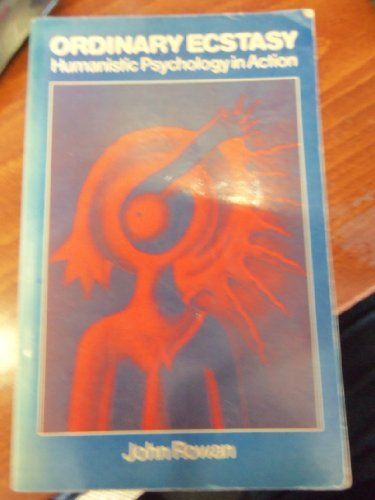 ORDINARY ECSTASY
Humanistic Psychology in Action
John Rowan